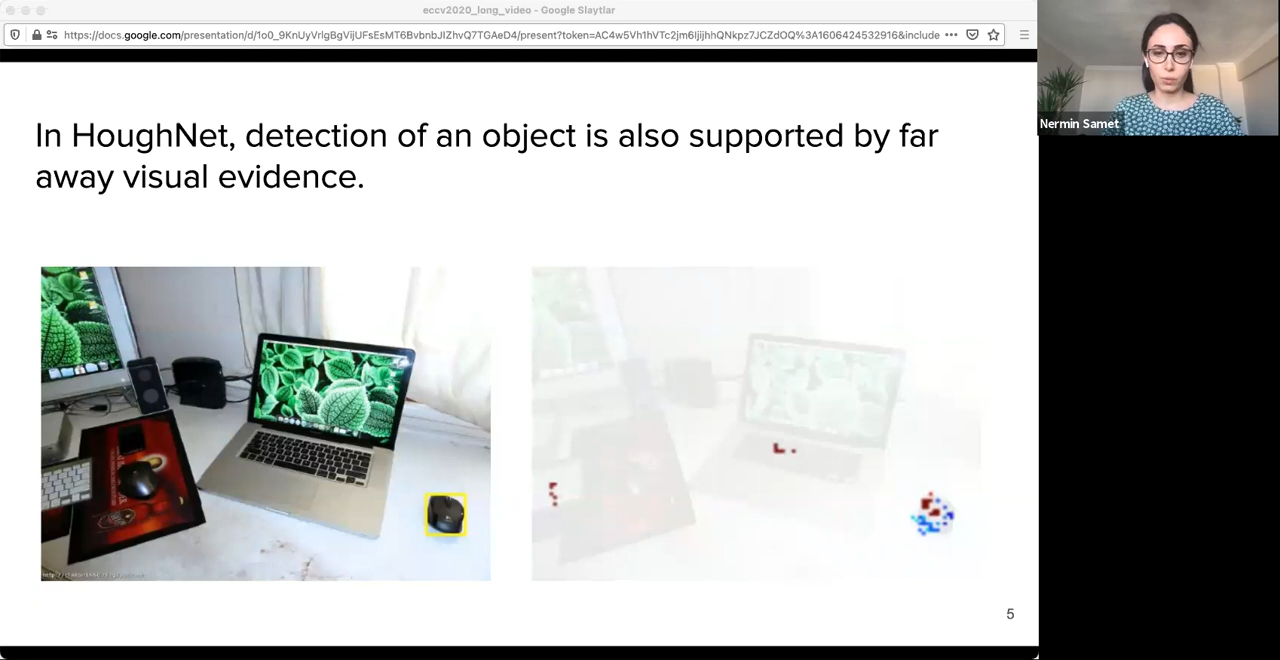 eccv2020_long_video - Google Slaytlar
https://docs.google.com/presentation/d/1o0_9KnUyVrlgBgVijUFsEsMT6BvbnbJIZhvQ7TGAeD4/present?token=AC4w5Vh1hVTc2jm6IjijhhQNkpz7JCZdOQ%3A1606424532916&include
Nermin Samet
In HoughNet, detection of an object is also supported by far
away visual evidence.
5